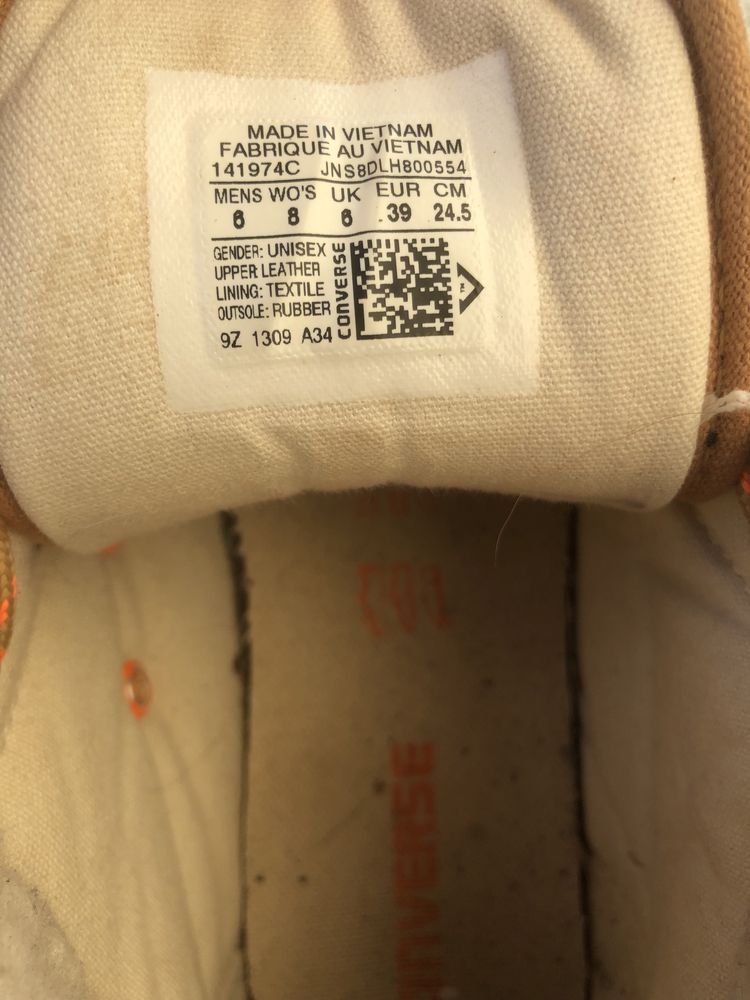 MADE IN VIETNAM
FABRIQUE AU VIETNAM
141974C JNS8DLH800554
MENS WO'S UK EUR CM
6 8 6 39 24.5
GENDER: UNISEX
UPPER: LEATHER
LINING: TEXTILE
OUTSOLE: RUBBER
9Z 1309 A34
CONVERSE
™